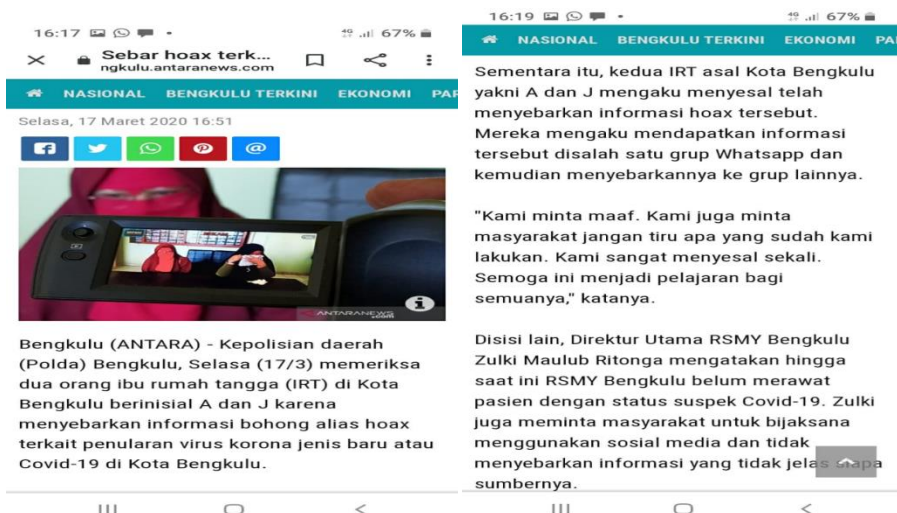 16:17
67%
Sebar hoax terk...
ngkulu.antaranews.com
NASIONAL BENGKULU TERKINI EKONOMI PAR
Selasa, 17 Maret 2020 16:51
ANTARANEWS
.com
Bengkulu (ANTARA) - Kepolisian daerah
(Polda) Bengkulu, Selasa (17/3) memeriksa
dua orang ibu rumah tangga (IRT) di Kota
Bengkulu berinisial A dan J karena
menyebarkan informasi bohong alias hoax
terkait penularan virus korona jenis baru atau
Covid-19 di Kota Bengkulu.
16:19
67%
NASIONAL BENGKULU TERKINI EKONOMI PA
Sementara itu, kedua IRT asal Kota Bengkulu
yakni A dan J mengaku menyesal telah
menyebarkan informasi hoax tersebut.
Mereka mengaku mendapatkan informasi
tersebut disalah satu grup Whatsapp dan
kemudian menyebarkannya ke grup lainnya.
"Kami minta maaf. Kami juga minta
masyarakat jangan tiru apa yang sudah kami
lakukan. Kami sangat menyesal sekali.
Semoga ini menjadi pelajaran bagi
semuanya," katanya.
Disisi lain, Direktur Utama RSMY Bengkulu
Zulki Maulub Ritonga mengatakan hingga
saat ini RSMY Bengkulu belum merawat
pasien dengan status suspek Covid-19. Zulki
juga meminta masyarakat untuk bijaksana
menggunakan sosial media dan tidak
menyebarkan informasi yang tidak jelas siapa
sumbernya.